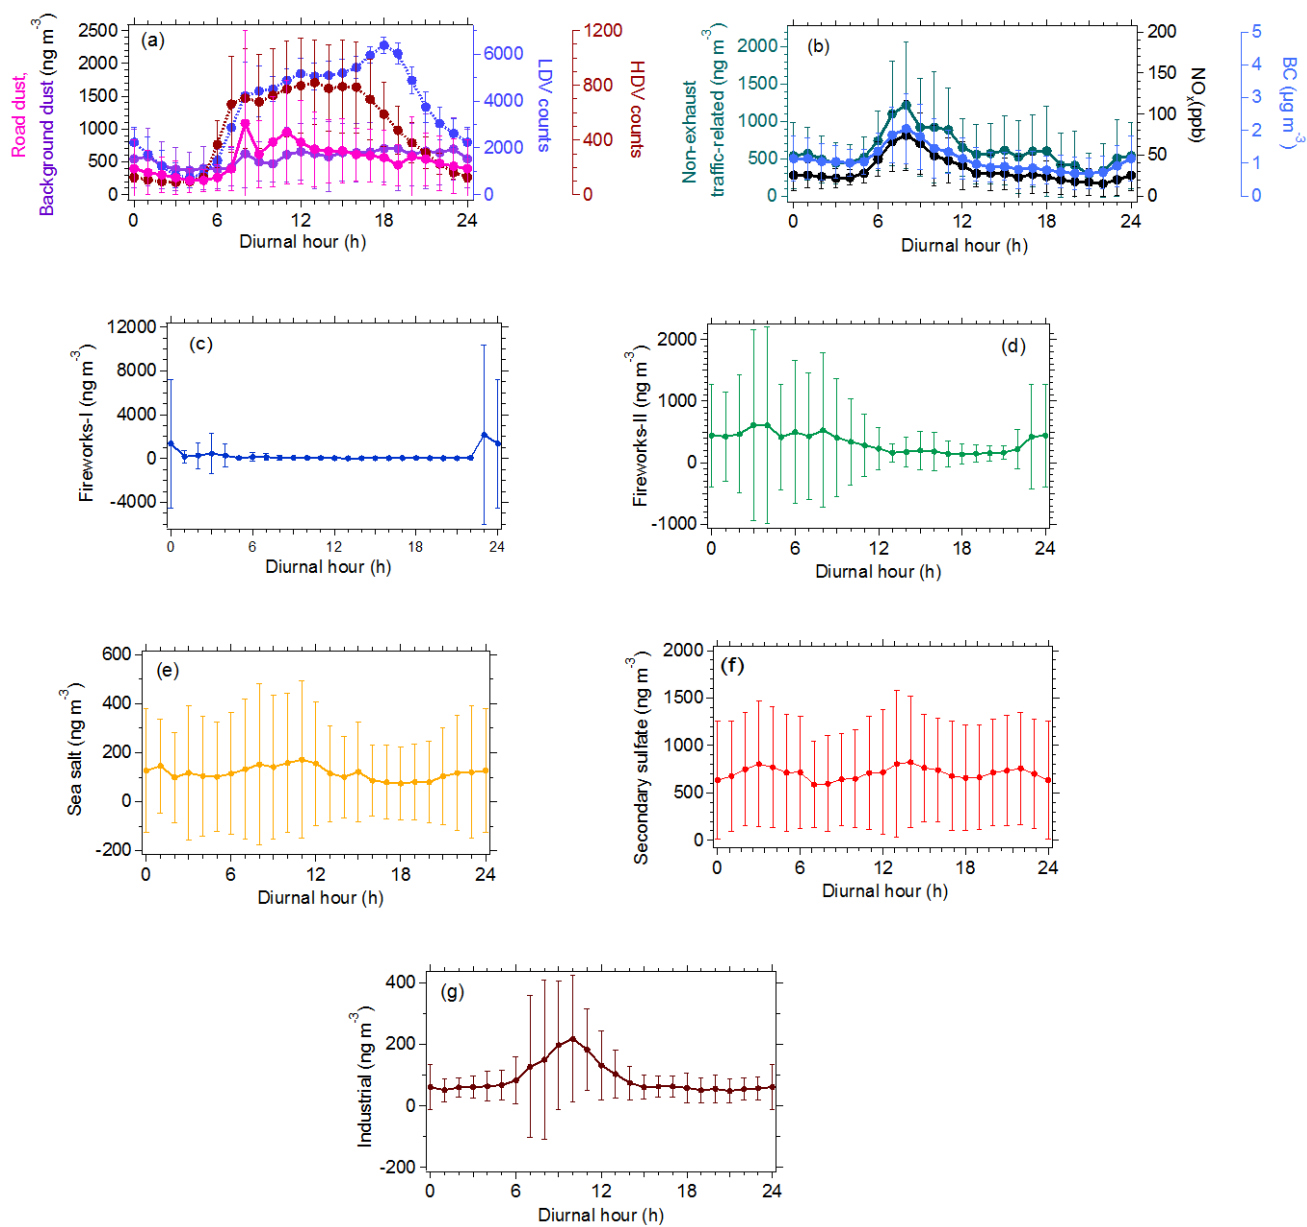 (a)
Road dust,
Background dust (ng m-3)
2500
2000
1500
1000
500
0
6000
4000
2000
0
LDV counts
1200
800
400
0
HDV counts
0 6 12 18 24
Diurnal hour (h)
(b)
Non-exhaust
traffic-related (ng m-3)
2000
1500
1000
500
0
200
150
100
50
0
NOx(ppb)
5
4
3
2
1
0
BC (µg m-3)
0 6 12 18 24
Diurnal hour (h)
(c)
Fireworks-I (ng m-3)
12000
8000
4000
0
-4000
0 6 12 18 24
Diurnal hour (h)
(d)
Fireworks-II (ng m-3)
2000
1000
0
-1000
0 6 12 18 24
Diurnal hour (h)
(e)
Sea salt (ng m-3)
600
400
200
0
-200
0 6 12 18 24
Diurnal hour (h)
(f)
Secondary sulfate (ng m-3)
2000
1500
1000
500
0
0 6 12 18 24
Diurnal hour (h)
(g)
Industrial (ng m-3)
400
200
0
-200
0 6 12 18 24
Diurnal hour (h)